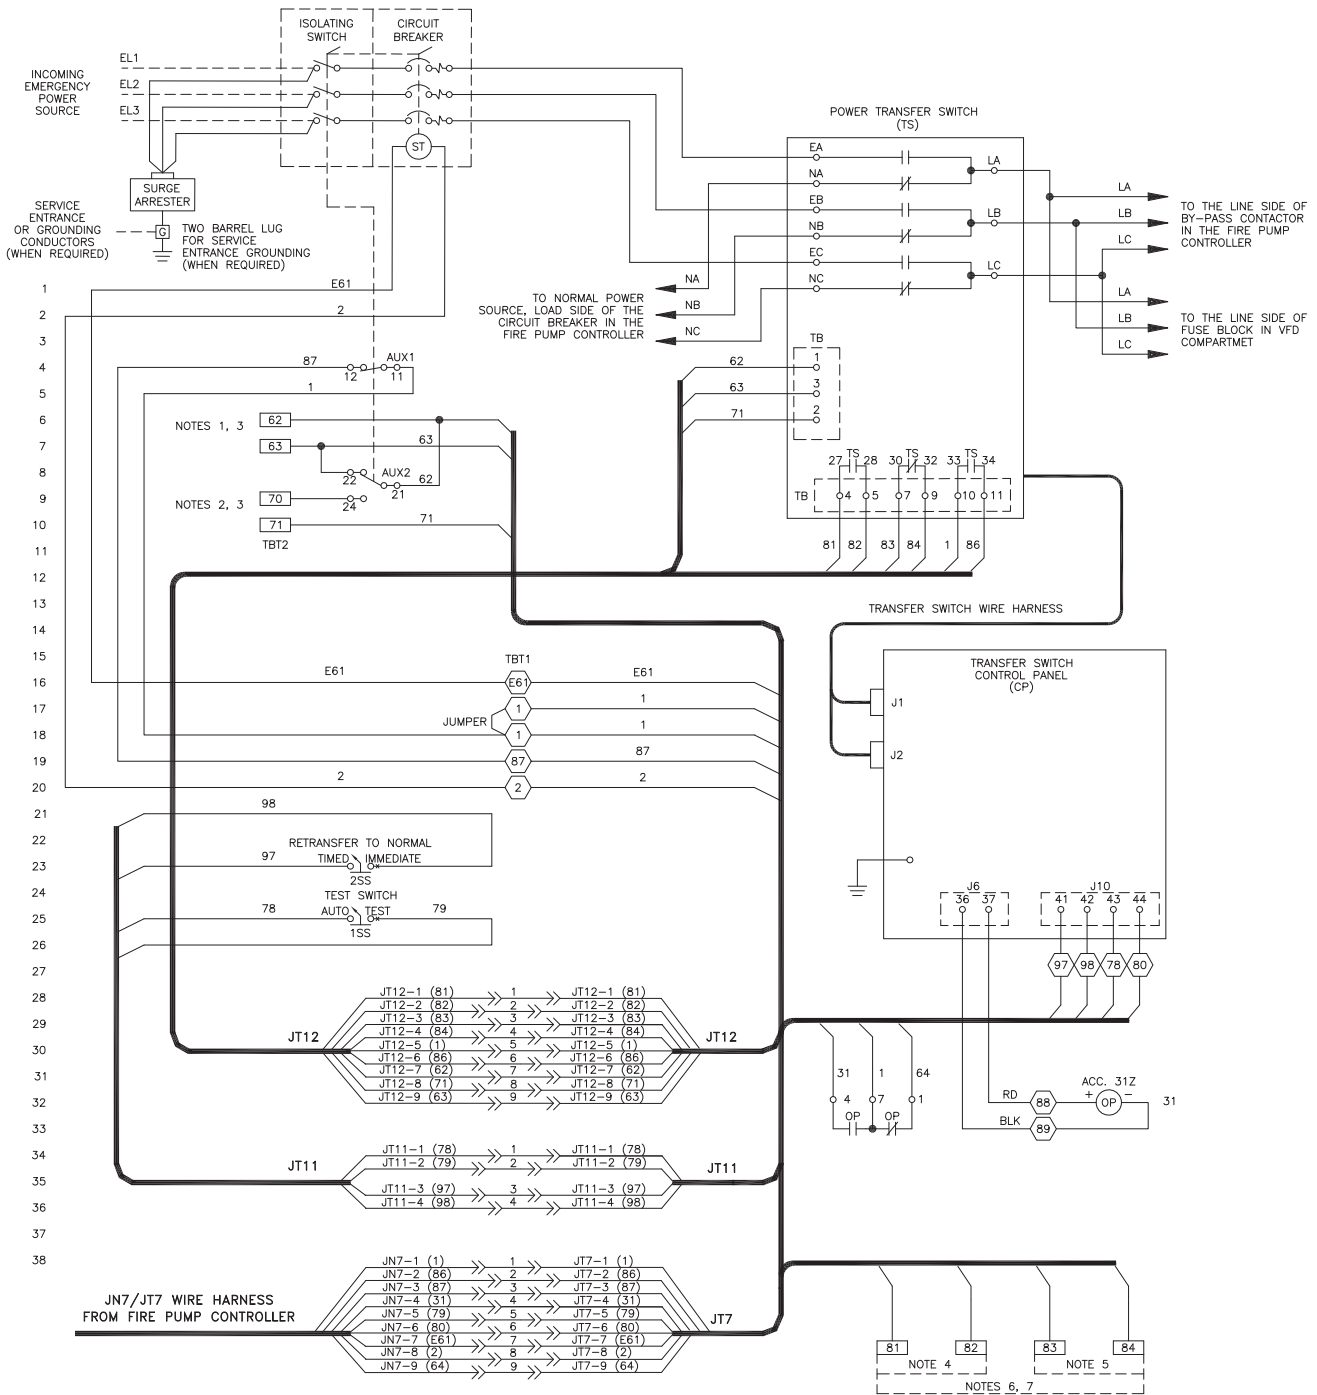 ISOLATING
SWITCH
CIRCUIT
BREAKER
EL1
EL2
EL3
INCOMING
EMERGENCY
POWER
SOURCE
ST
SURGE
ARRESTER
SERVICE
ENTRANCE
OR GROUNDING
CONDUCTORS
(WHEN REQUIRED)
G
TWO BARREL LUG
FOR SERVICE
ENTRANCE GROUNDING
(WHEN REQUIRED)
POWER TRANSFER SWITCH
(TS)
EA
NA
EB
NB
EC
NC
LA
LB
LC
LA
LB
LC
TO THE LINE SIDE OF
BY-PASS CONTACTOR
IN THE FIRE PUMP
CONTROLLER
LA
LB
LC
TO THE LINE SIDE OF
FUSE BLOCK IN VFD
COMPARTMET
NA
NB
NC
TO NORMAL POWER
SOURCE, LOAD SIDE OF THE
CIRCUIT BREAKER IN THE
FIRE PUMP CONTROLLER
TB
1
3
2
62
63
71
27 TS 28 30 TS 32 33 TS 34
TB 4 5 7 9 10 11
81 82 83 84 1 86
1
2
3
4
5
6
7
8
9
10
11
12
13
14
15
16
17
18
19
20
21
22
23
24
25
26
27
28
29
30
31
32
33
34
35
36
37
38
E61
2
87
12
11
AUX1
1
NOTES 1, 3
62
63
63
22
AUX2
21
62
NOTES 2, 3
70
24
71
71
TBT2
TRANSFER SWITCH WIRE HARNESS
TRANSFER SWITCH
CONTROL PANEL
(CP)
J1
J2
J6
36 37
J10
41 42 43 44
97 98 78 80
TBT1
E61 E61 E61
1 1
JUMPER
1 1
87 87
2 2 2
98
RETRANSFER TO NORMAL
97
TIMED IMMEDIATE
2SS
TEST SWITCH
78
AUTO TEST
79
1SS
JT12
JT12-1 (81) 1 JT12-1 (81)
JT12-2 (82) 2 JT12-2 (82)
JT12-3 (83) 3 JT12-3 (83)
JT12-4 (84) 4 JT12-4 (84)
JT12-5 (1) 5 JT12-5 (1)
JT12-6 (86) 6 JT12-6 (86)
JT12-7 (62) 7 JT12-7 (62)
JT12-8 (71) 8 JT12-8 (71)
JT12-9 (63) 9 JT12-9 (63)
JT12
31 1 64
4 7 1
OP OP
RD 88
BLK 89
ACC. 31Z
+ OP −
31
JT11
JT11-1 (78) 1 JT11-1 (78)
JT11-2 (79) 2 JT11-2 (79)
JT11-3 (97) 3 JT11-3 (97)
JT11-4 (98) 4 JT11-4 (98)
JT11
JN7/JT7 WIRE HARNESS
FROM FIRE PUMP CONTROLLER
JN7-1 (1) 1 JT7-1 (1)
JN7-2 (86) 2 JT7-2 (86)
JN7-3 (87) 3 JT7-3 (87)
JN7-4 (31) 4 JT7-4 (31)
JN7-5 (79) 5 JT7-5 (79)
JN7-6 (80) 6 JT7-6 (80)
JN7-7 (E61) 7 JT7-7 (E61)
JN7-8 (2) 8 JT7-8 (2)
JN7-9 (64) 9 JT7-9 (64)
JT7
81 82 83 84
NOTE 4 NOTE 5
NOTES 6, 7